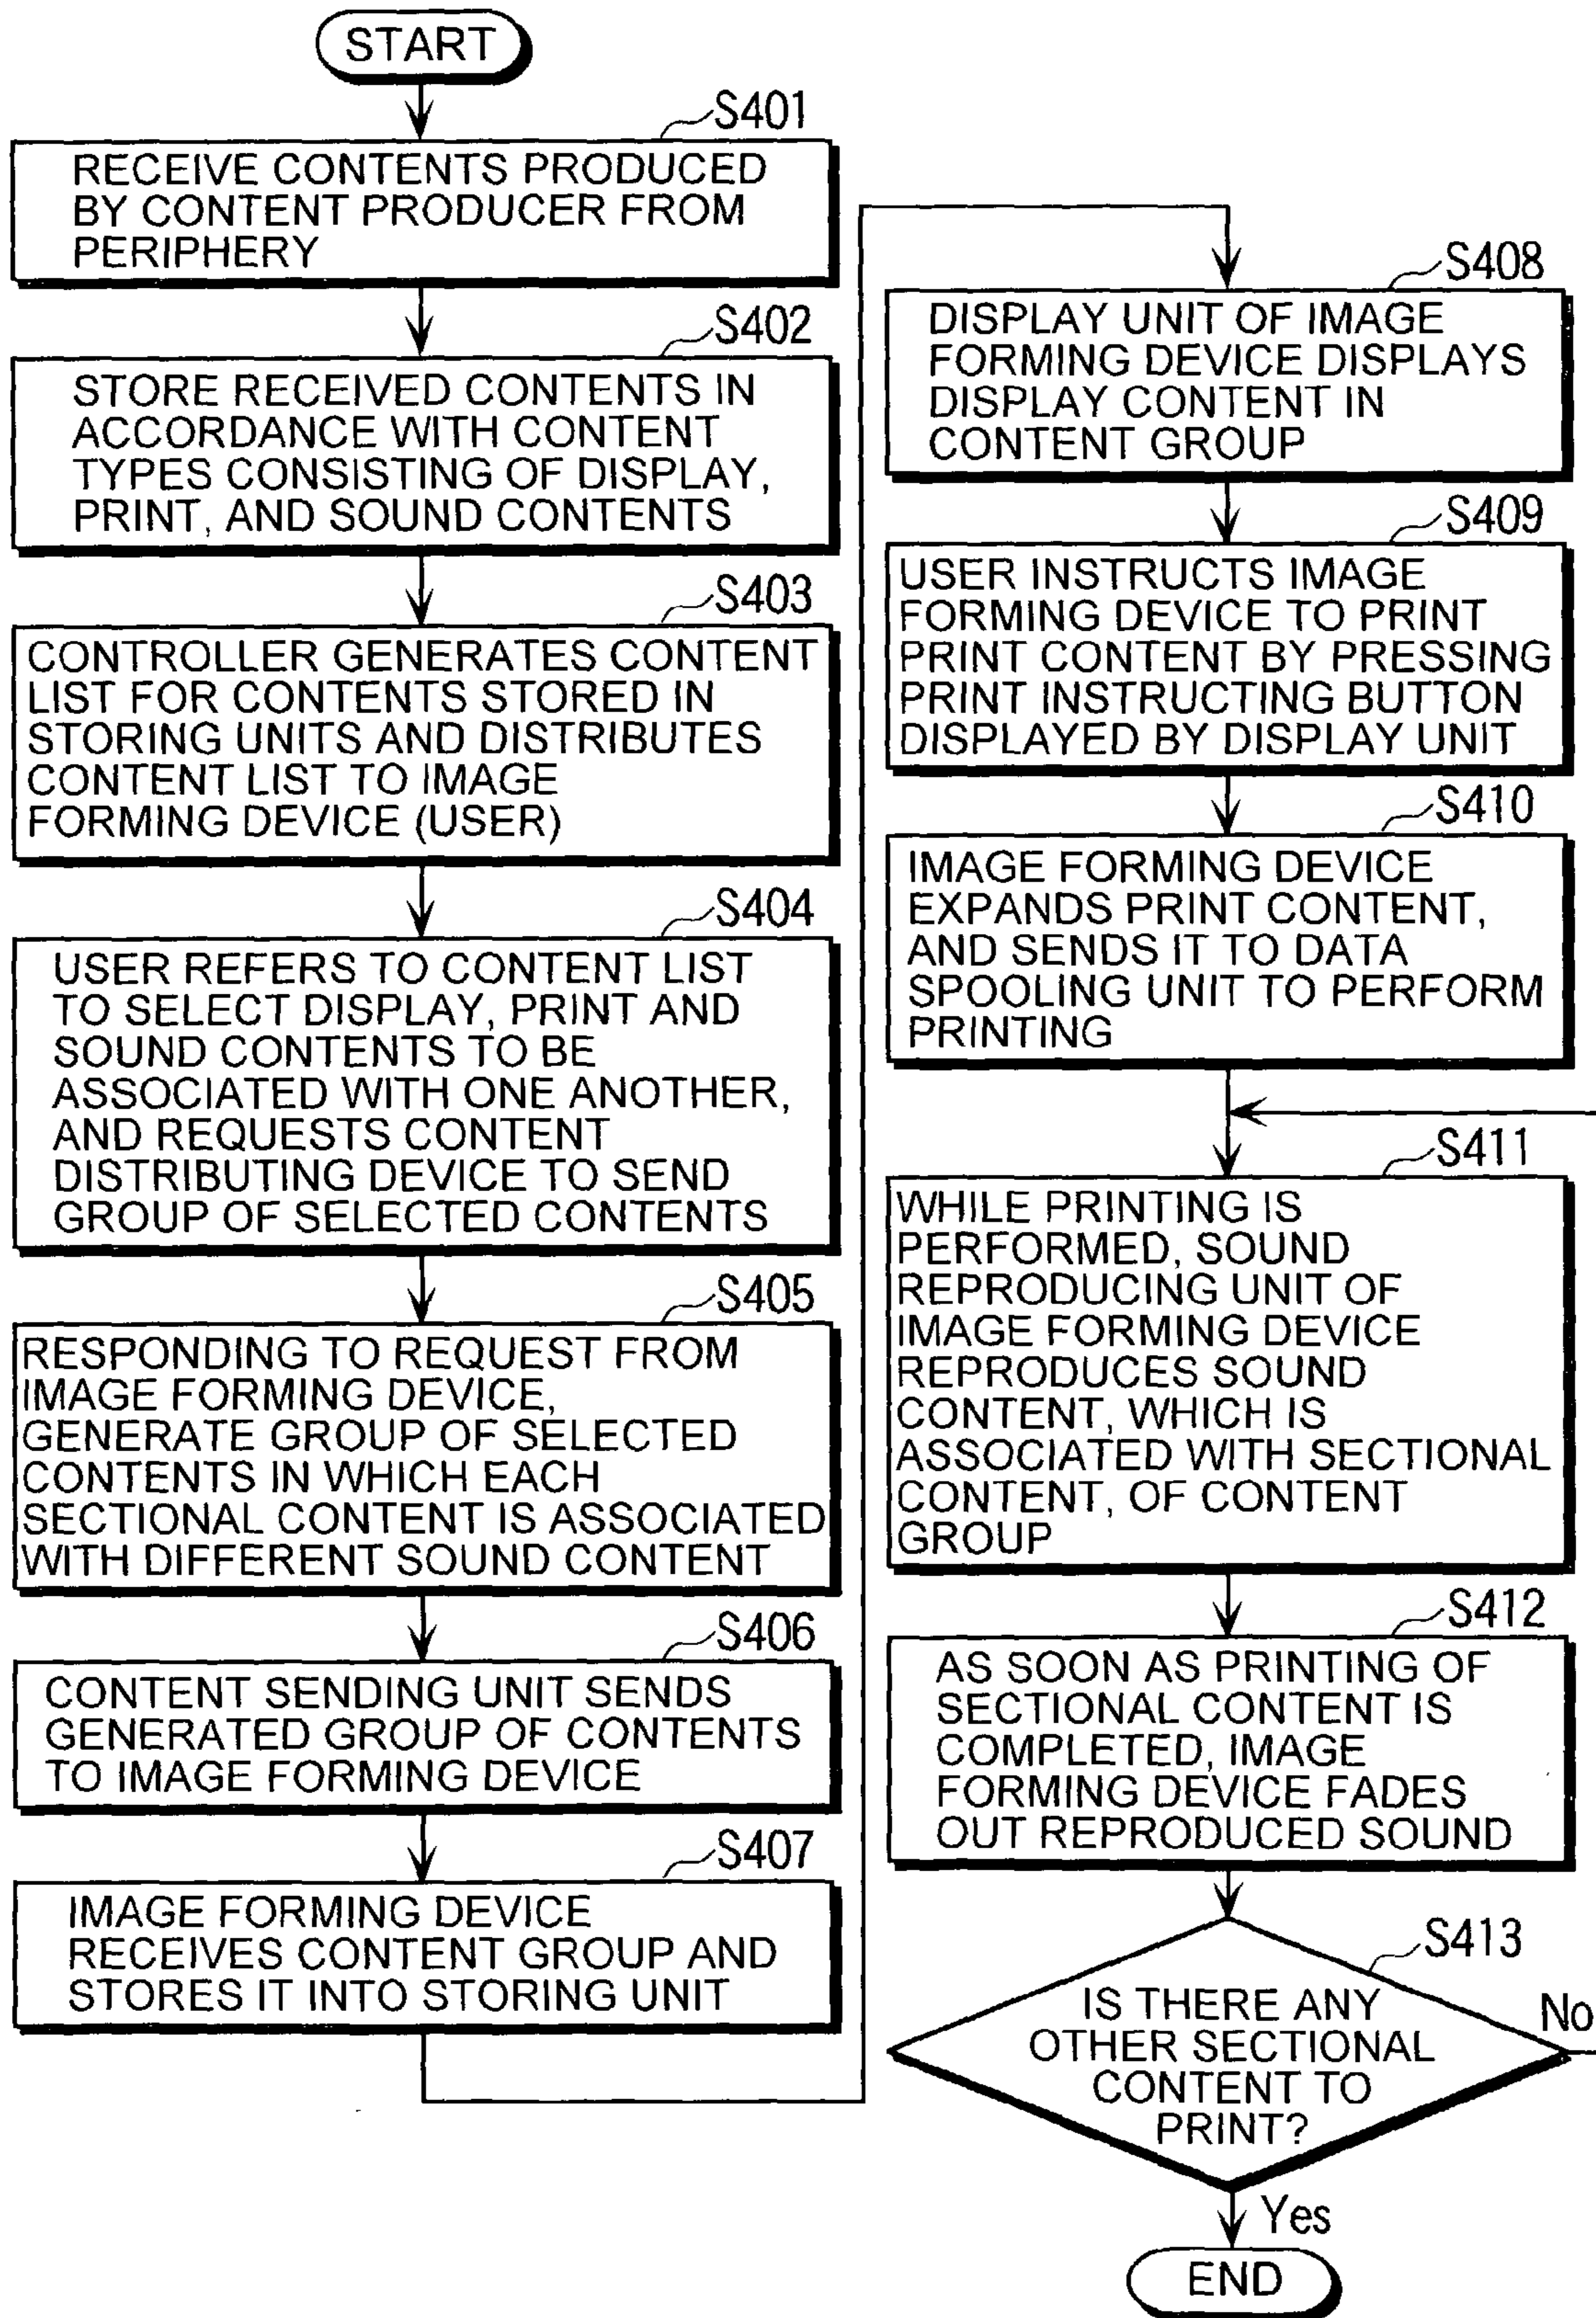 START
S401
RECEIVE CONTENTS PRODUCED
BY CONTENT PRODUCER FROM
PERIPHERY
S402
STORE RECEIVED CONTENTS IN
ACCORDANCE WITH CONTENT
TYPES CONSISTING OF DISPLAY,
PRINT, AND SOUND CONTENTS
S403
CONTROLLER GENERATES CONTENT
LIST FOR CONTENTS STORED IN
STORING UNITS AND DISTRIBUTES
CONTENT LIST TO IMAGE
FORMING DEVICE (USER)
S404
USER REFERS TO CONTENT LIST
TO SELECT DISPLAY, PRINT AND
SOUND CONTENTS TO BE
ASSOCIATED WITH ONE ANOTHER,
AND REQUESTS CONTENT
DISTRIBUTING DEVICE TO SEND
GROUP OF SELECTED CONTENTS
S405
RESPONDING TO REQUEST FROM
IMAGE FORMING DEVICE,
GENERATE GROUP OF SELECTED
CONTENTS IN WHICH EACH
SECTIONAL CONTENT IS ASSOCIATED
WITH DIFFERENT SOUND CONTENT
S406
CONTENT SENDING UNIT SENDS
GENERATED GROUP OF CONTENTS
TO IMAGE FORMING DEVICE
S407
IMAGE FORMING DEVICE
RECEIVES CONTENT GROUP AND
STORES IT INTO STORING UNIT
S408
DISPLAY UNIT OF IMAGE
FORMING DEVICE DISPLAYS
DISPLAY CONTENT IN
CONTENT GROUP
S409
USER INSTRUCTS IMAGE
FORMING DEVICE TO PRINT
PRINT CONTENT BY PRESSING
PRINT INSTRUCTING BUTTON
DISPLAYED BY DISPLAY UNIT
S410
IMAGE FORMING DEVICE
EXPANDS PRINT CONTENT,
AND SENDS IT TO DATA
SPOOLING UNIT TO PERFORM
PRINTING
S411
WHILE PRINTING IS
PERFORMED, SOUND
REPRODUCING UNIT OF
IMAGE FORMING DEVICE
REPRODUCES SOUND
CONTENT, WHICH IS
ASSOCIATED WITH SECTIONAL
CONTENT, OF CONTENT
GROUP
S412
AS SOON AS PRINTING OF
SECTIONAL CONTENT IS
COMPLETED, IMAGE
FORMING DEVICE FADES
OUT REPRODUCED SOUND
S413
IS THERE ANY
OTHER SECTIONAL
CONTENT TO
PRINT?
No
Yes
END